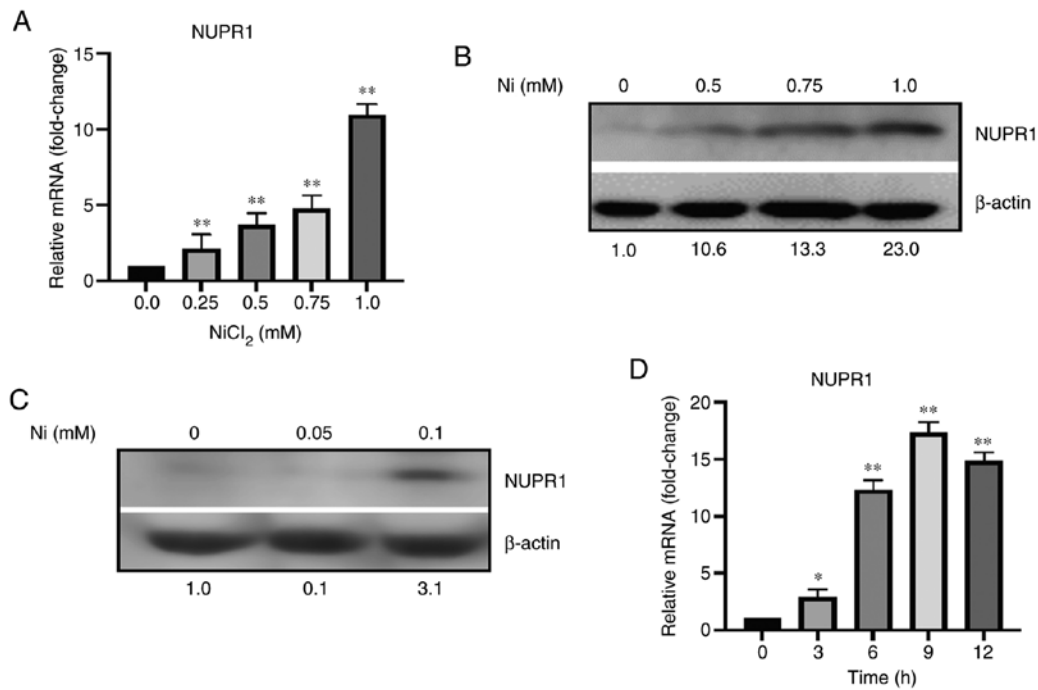 A
NUPR1
Relative mRNA (fold-change)
15
10
5
0
**
**
**
**
0.0 0.25 0.5 0.75 1.0
NiCl2 (mM)
B
Ni (mM) 0 0.5 0.75 1.0
NUPR1
β-actin
1.0 10.6 13.3 23.0
C
Ni (mM) 0 0.05 0.1
NUPR1
β-actin
1.0 0.1 3.1
D
NUPR1
Relative mRNA (fold-change)
20
15
10
5
0
*
**
**
**
0 3 6 9 12
Time (h)